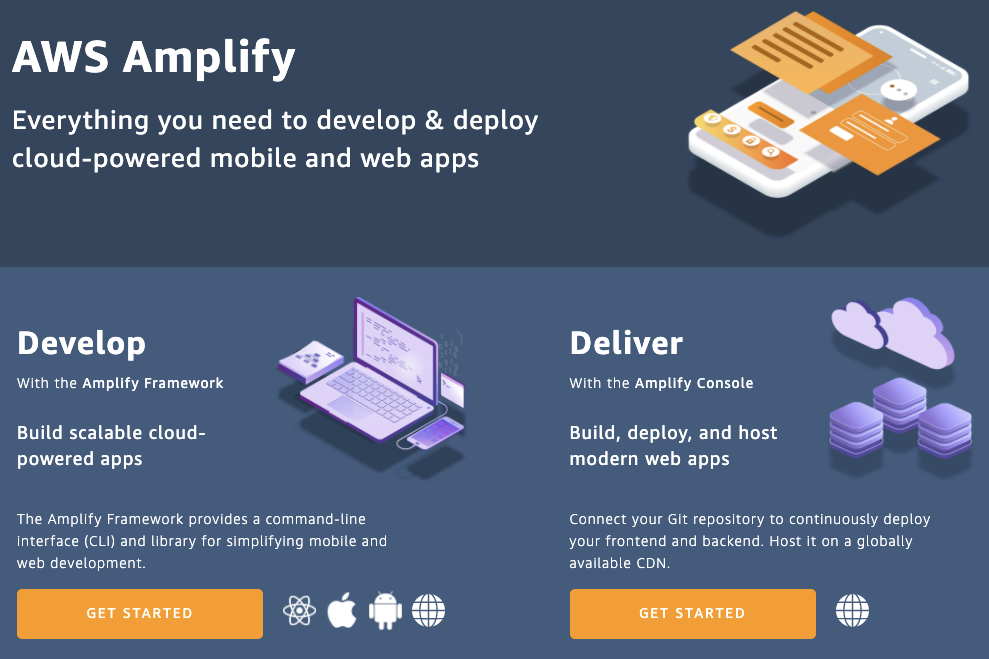 AWS Amplify
Everything you need to develop & deploy
cloud-powered mobile and web apps
Develop
With the Amplify Framework
Build scalable cloud-
powered apps
The Amplify Framework provides a command-line
interface (CLI) and library for simplifying mobile and
web development.
GET STARTED
Deliver
With the Amplify Console
Build, deploy, and host
modern web apps
Connect your Git repository to continuously deploy
your frontend and backend. Host it on a globally
available CDN.
GET STARTED